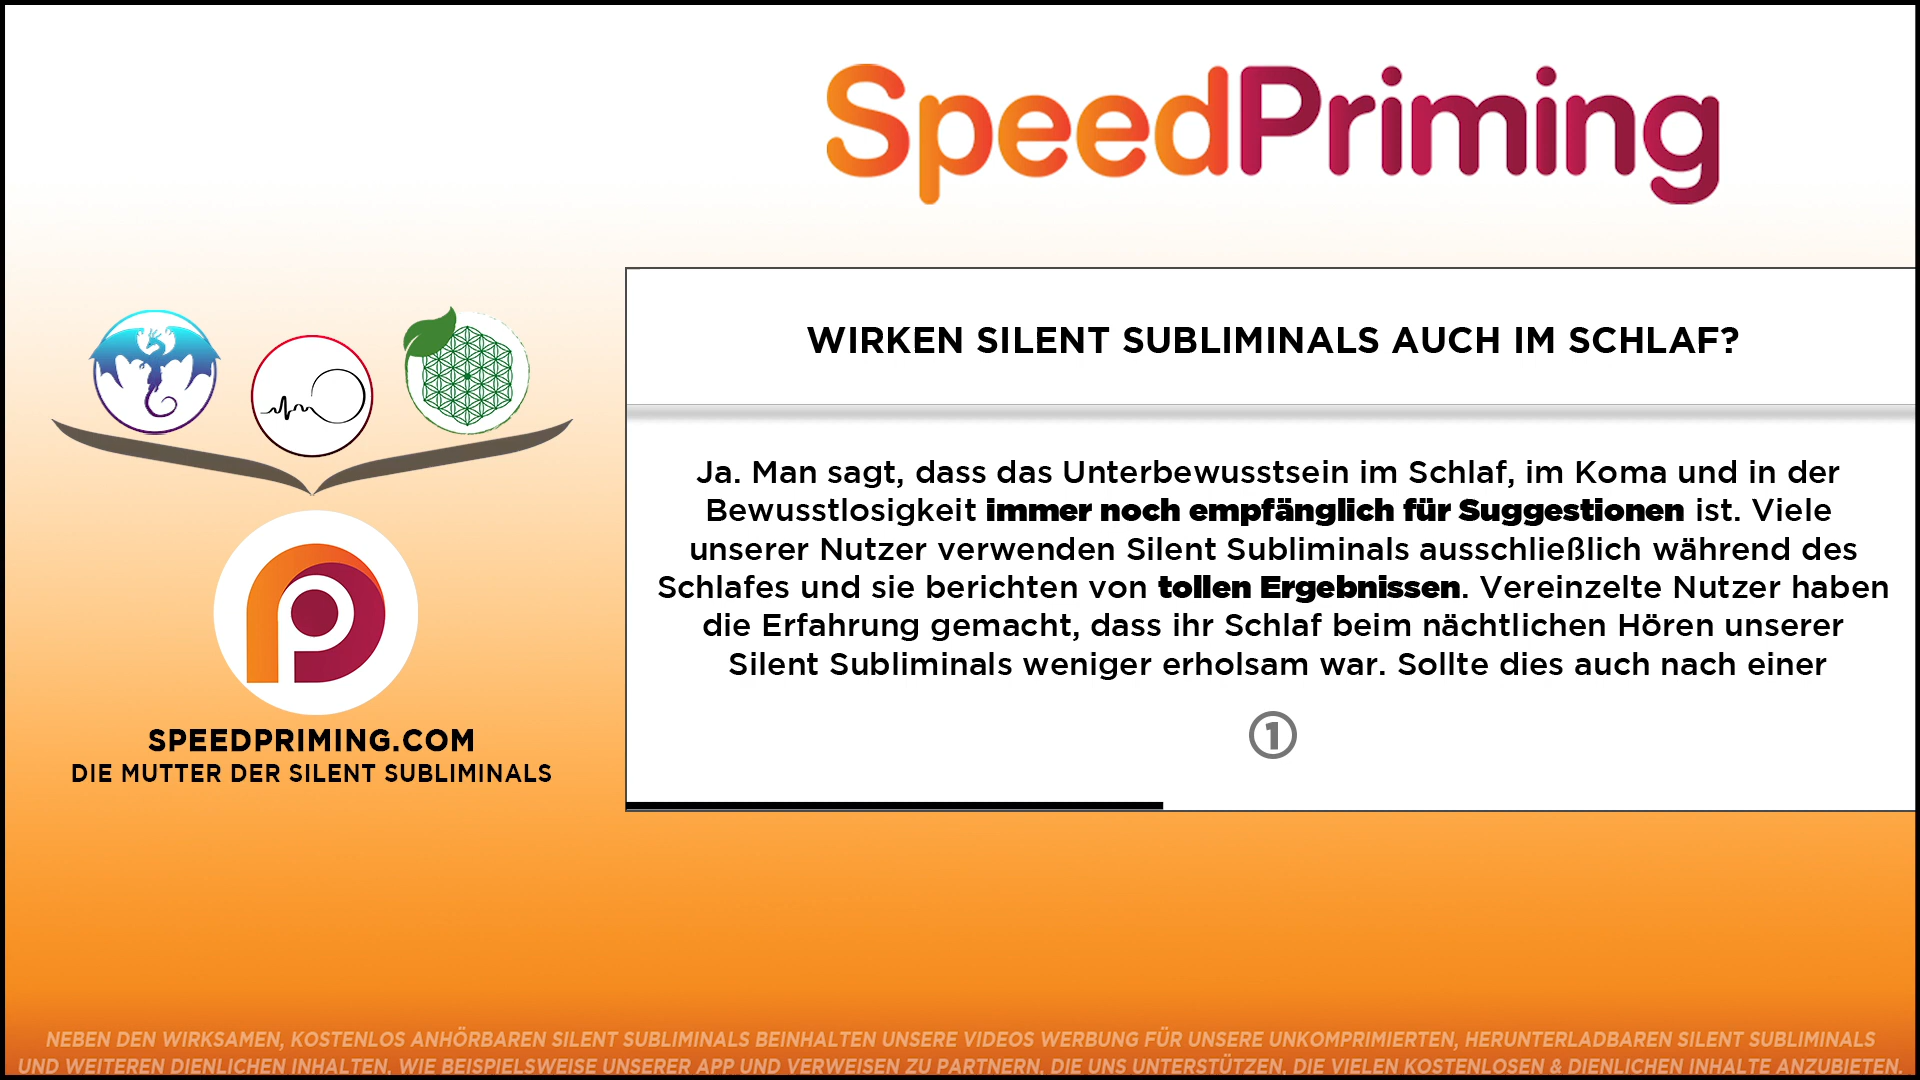 SpeedPriming
WIRKEN SILENT SUBLIMINALS AUCH IM SCHLAF?
Ja. Man sagt, dass das Unterbewusstsein im Schlaf, im Koma und in der
Bewusstlosigkeit immer noch empfänglich für Suggestionen ist. Viele
unserer Nutzer verwenden Silent Subliminals ausschließlich während des
Schlafes und sie berichten von tollen Ergebnissen. Vereinzelte Nutzer haben
die Erfahrung gemacht, dass ihr Schlaf beim nächtlichen Hören unserer
Silent Subliminals weniger erholsam war. Sollte dies auch nach einer
1
SPEEDPRIMING.COM
DIE MUTTER DER SILENT SUBLIMINALS
NEBEN DEN WIRKSAMEN, KOSTENLOS ANHÖRBAREN SILENT SUBLIMINALS BEINHALTEN UNSERE VIDEOS WERBUNG FÜR UNSERE UNKOMPRIMIERTEN, HERUNTERLADBAREN SILENT SUBLIMINALS
UND WEITEREN DIENLICHEN INHALTEN, WIE BEISPIELSWEISE UNSERER APP UND VERWEISEN ZU PARTNERN, DIE UNS UNTERSTÜTZEN, DIE VIELEN KOSTENLOSEN & DIENLICHEN INHALTE ANZUBIETEN.